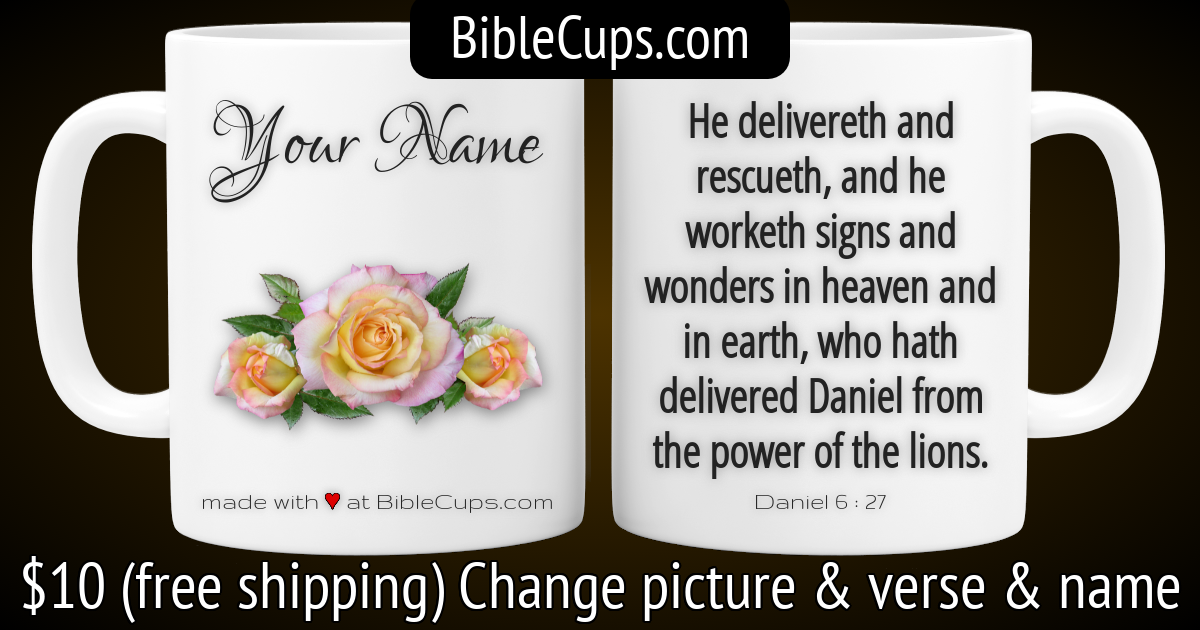 BibleCups.com
Your Name
made with ♥ at BibleCups.com
He delivereth and
rescueth, and he
worketh signs and
wonders in heaven and
in earth, who hath
delivered Daniel from
the power of the lions.
Daniel 6 : 27
$10 (free shipping) Change picture & verse & name